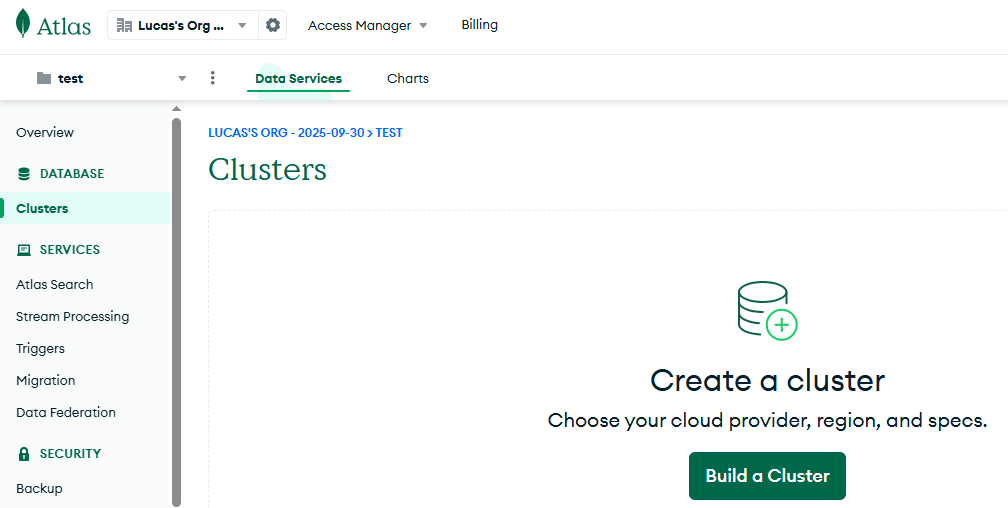 Atlas
Lucas's Org ...
Access Manager
Billing
test
Data Services
Charts
Overview
DATABASE
Clusters
SERVICES
Atlas Search
Stream Processing
Triggers
Migration
Data Federation
SECURITY
Backup
LUCAS'S ORG - 2025-09-30 > TEST
Clusters
Create a cluster
Choose your cloud provider, region, and specs.
Build a Cluster